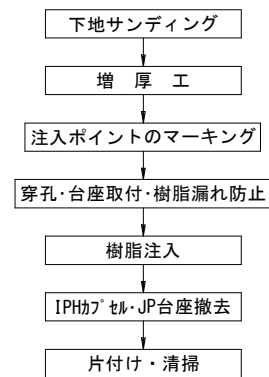 下地サンディング
増　厚　工
注入ポイントのマーキング
穿孔・台座取付・樹脂漏れ防止
樹脂注入
IPHｶﾌﾟｾﾙ・JP台座撤去
片付け・清掃